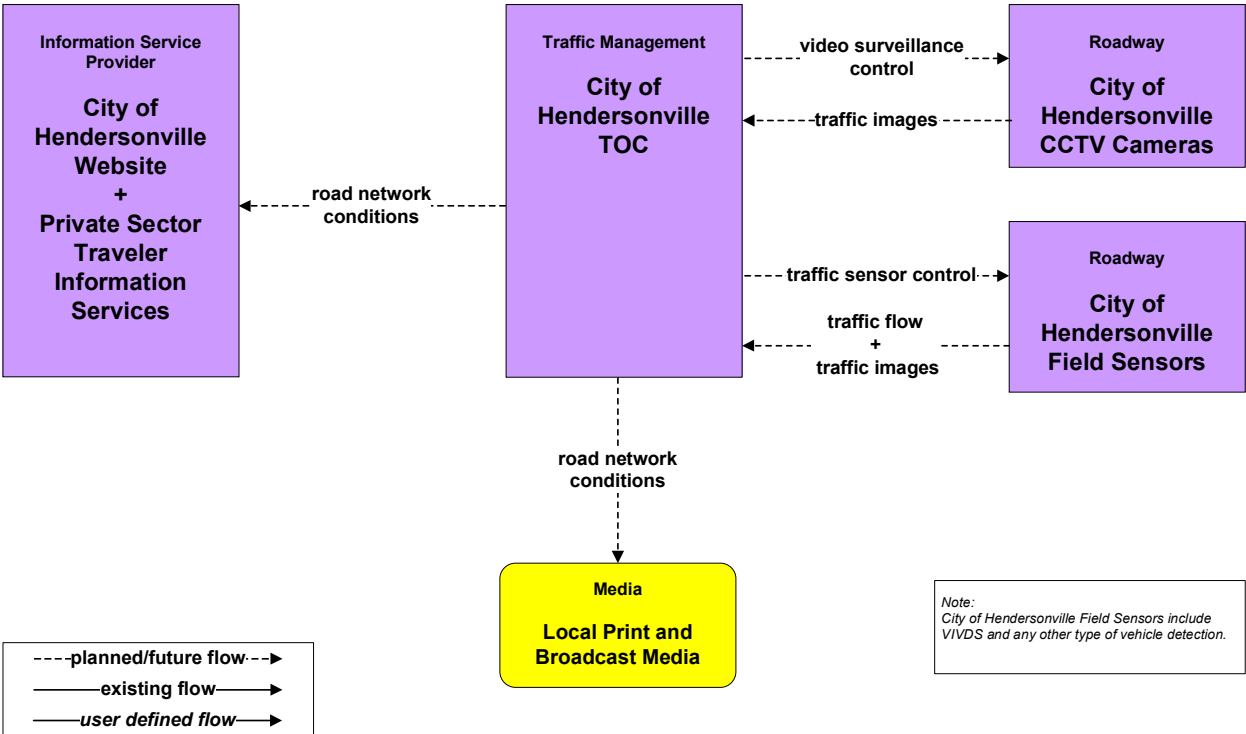 Information Service
Provider
City of
Hendersonville
Website
+
Private Sector
Traveler
Information
Services
road network
conditions
Traffic Management
City of
Hendersonville
TOC
video surveillance
control
traffic images
Roadway
City of
Hendersonville
CCTV Cameras
traffic sensor control
traffic flow
+
traffic images
Roadway
City of
Hendersonville
Field Sensors
road network
conditions
Media
Local Print and
Broadcast Media
Note:
City of Hendersonville Field Sensors include
VIVDS and any other type of vehicle detection.
planned/future flow
existing flow
user defined flow